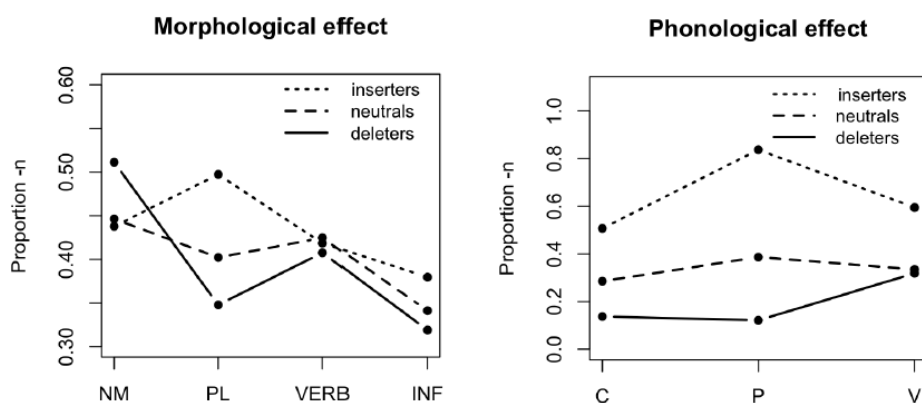 Morphological effect
Proportion -n
0.60
0.50
0.40
0.30
inserters
neutrals
deleters
NM PL VERB INF
Phonological effect
Proportion -n
1.0
0.8
0.6
0.4
0.2
0.0
inserters
neutrals
deleters
C P V